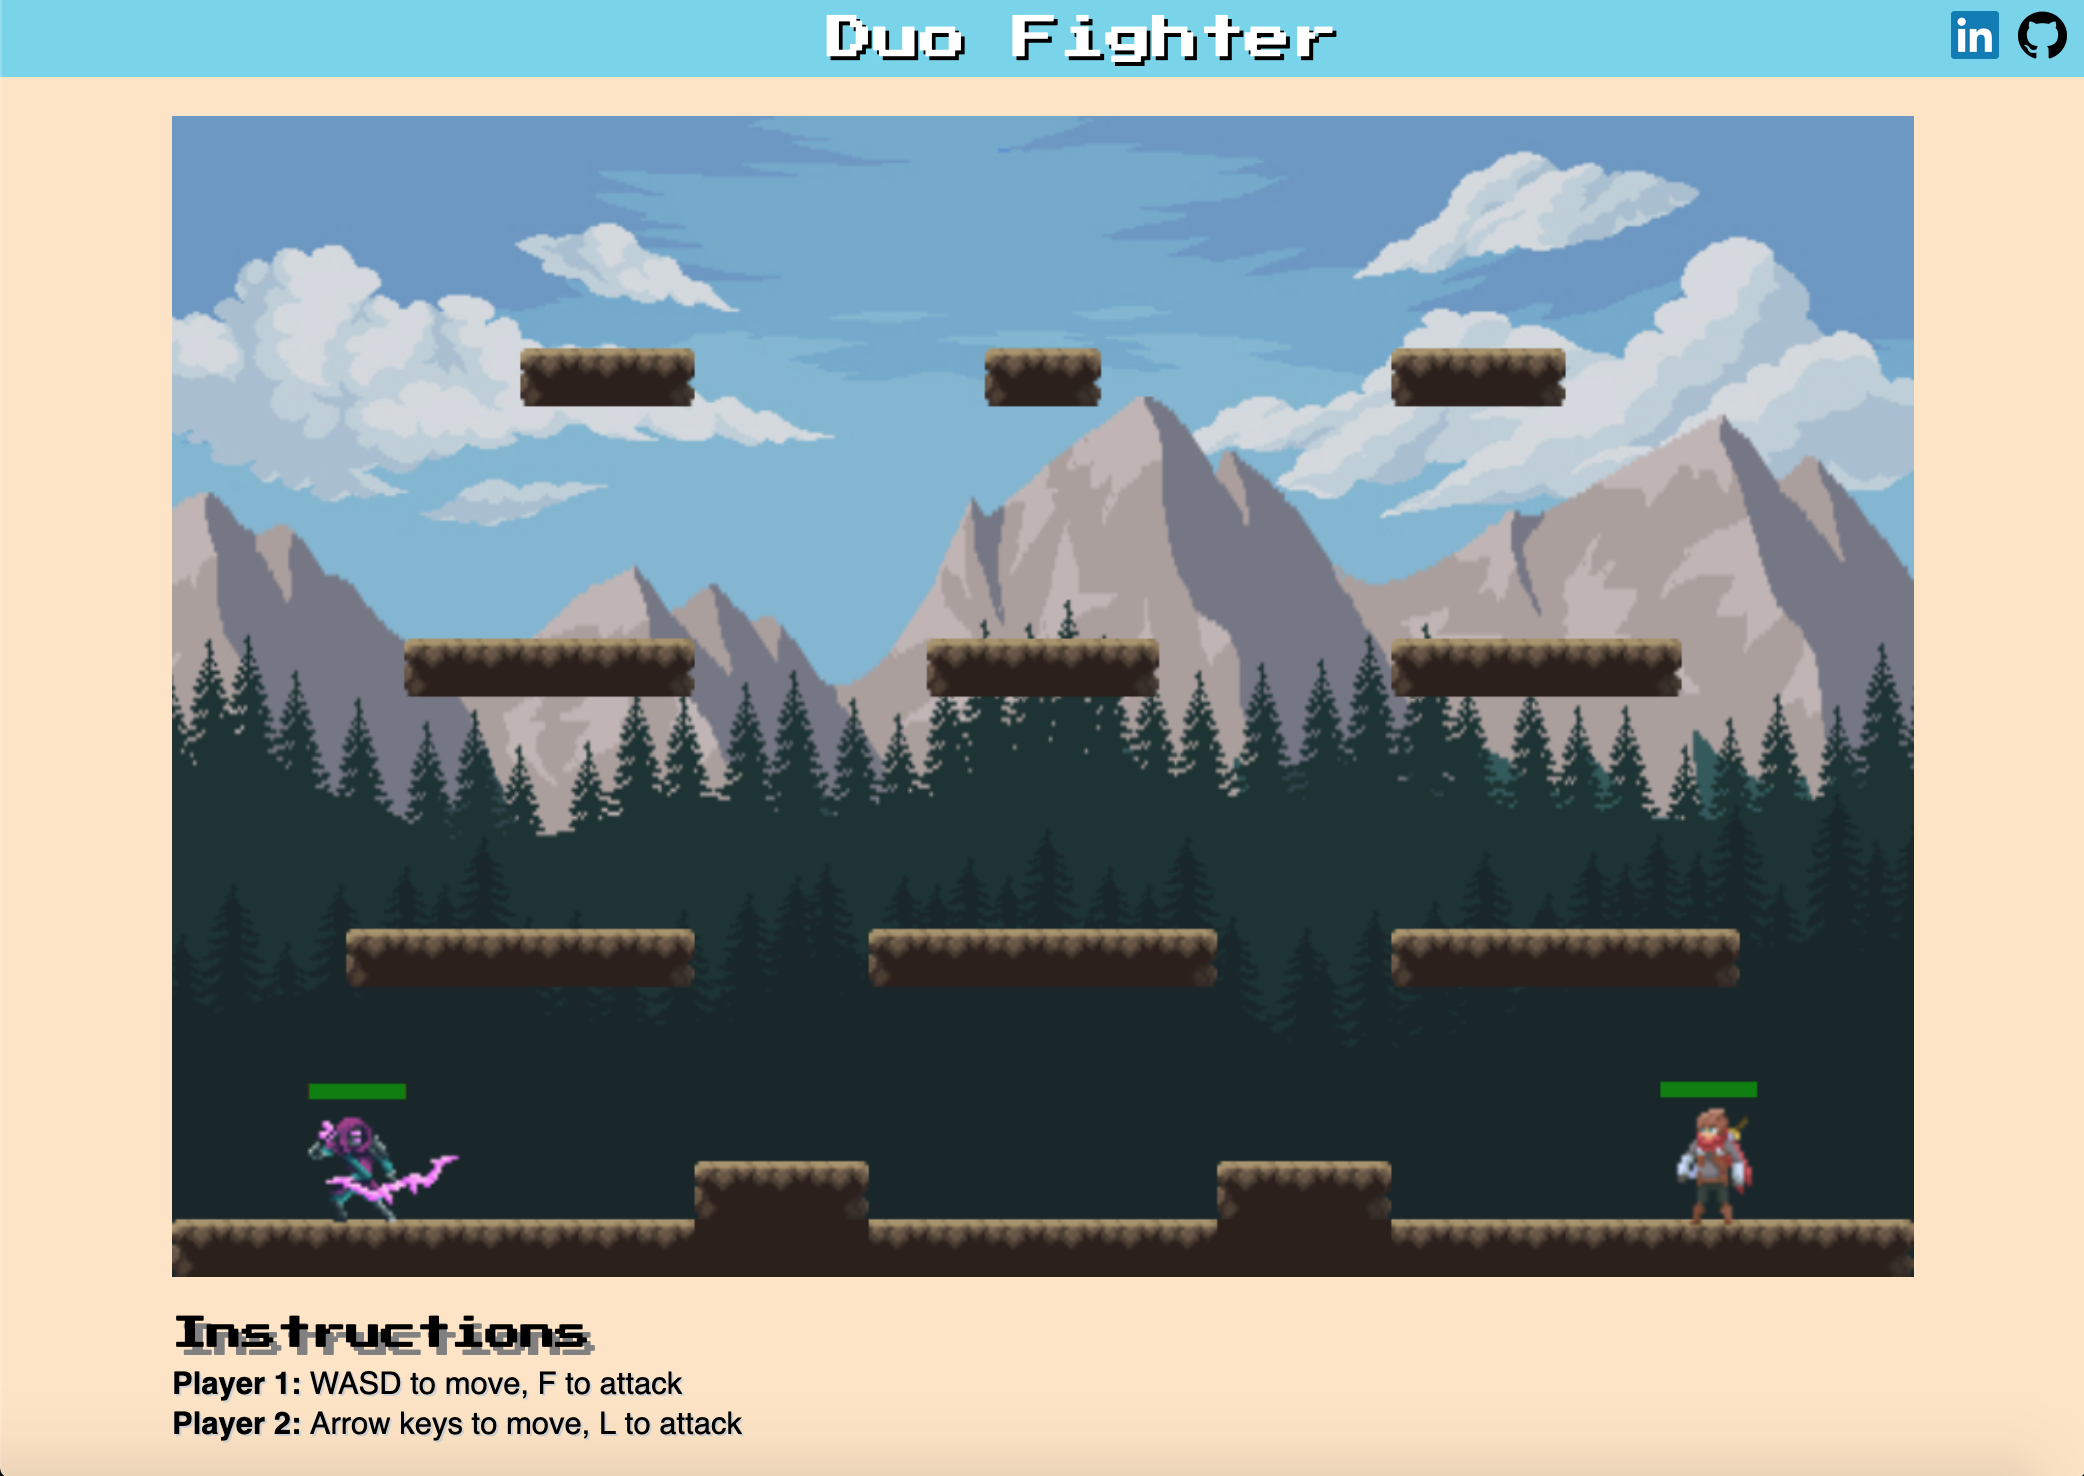 Duo Fighter
in
Instructions
Player 1: WASD to move, F to attack
Player 2: Arrow keys to move, L to attack